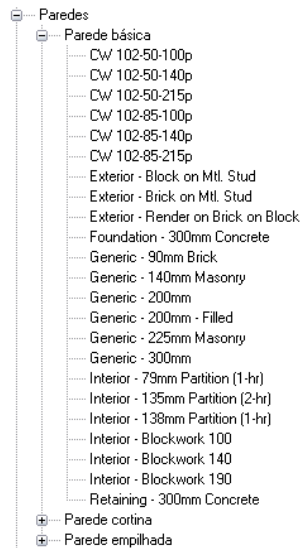 Paredes
Parede básica
CW 102-50-100p
CW 102-50-140p
CW 102-50-215p
CW 102-85-100p
CW 102-85-140p
CW 102-85-215p
Exterior - Block on Mtl. Stud
Exterior - Brick on Mtl. Stud
Exterior - Render on Brick on Block
Foundation - 300mm Concrete
Generic - 90mm Brick
Generic - 140mm Masonry
Generic - 200mm
Generic - 200mm - Filled
Generic - 225mm Masonry
Generic - 300mm
Interior - 79mm Partition (1-hr)
Interior - 135mm Partition (2-hr)
Interior - 138mm Partition (1-hr)
Interior - Blockwork 100
Interior - Blockwork 140
Interior - Blockwork 190
Retaining - 300mm Concrete
Parede cortina
Parede empilhada